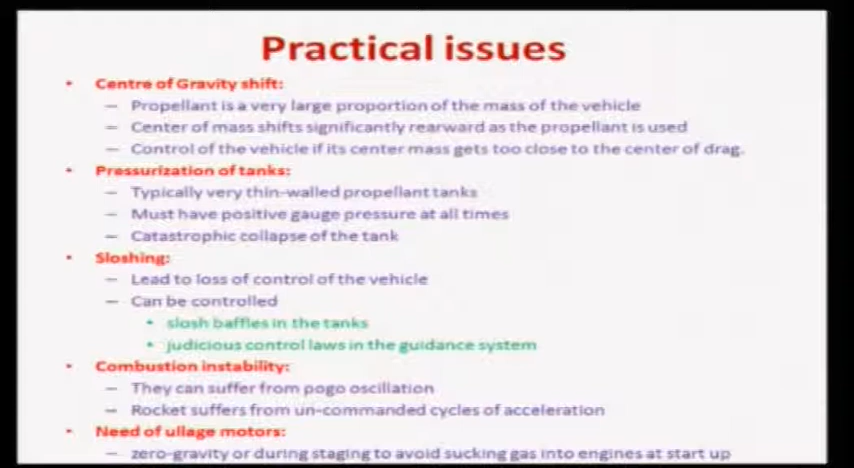 Practical issues
• Centre of Gravity shift:
– Propellant is a very large proportion of the mass of the vehicle
– Center of mass shifts significantly rearward as the propellant is used
– Control of the vehicle if its center mass gets too close to the center of drag.
• Pressurization of tanks:
– Typically very thin-walled propellant tanks
– Must have positive gauge pressure at all times
– Catastrophic collapse of the tank
• Sloshing:
– Lead to loss of control of the vehicle
– Can be controlled
• slosh baffles in the tanks
• judicious control laws in the guidance system
• Combustion instability:
– They can suffer from pogo oscillation
– Rocket suffers from un-commanded cycles of acceleration
• Need of ullage motors:
– zero-gravity or during staging to avoid sucking gas into engines at start up